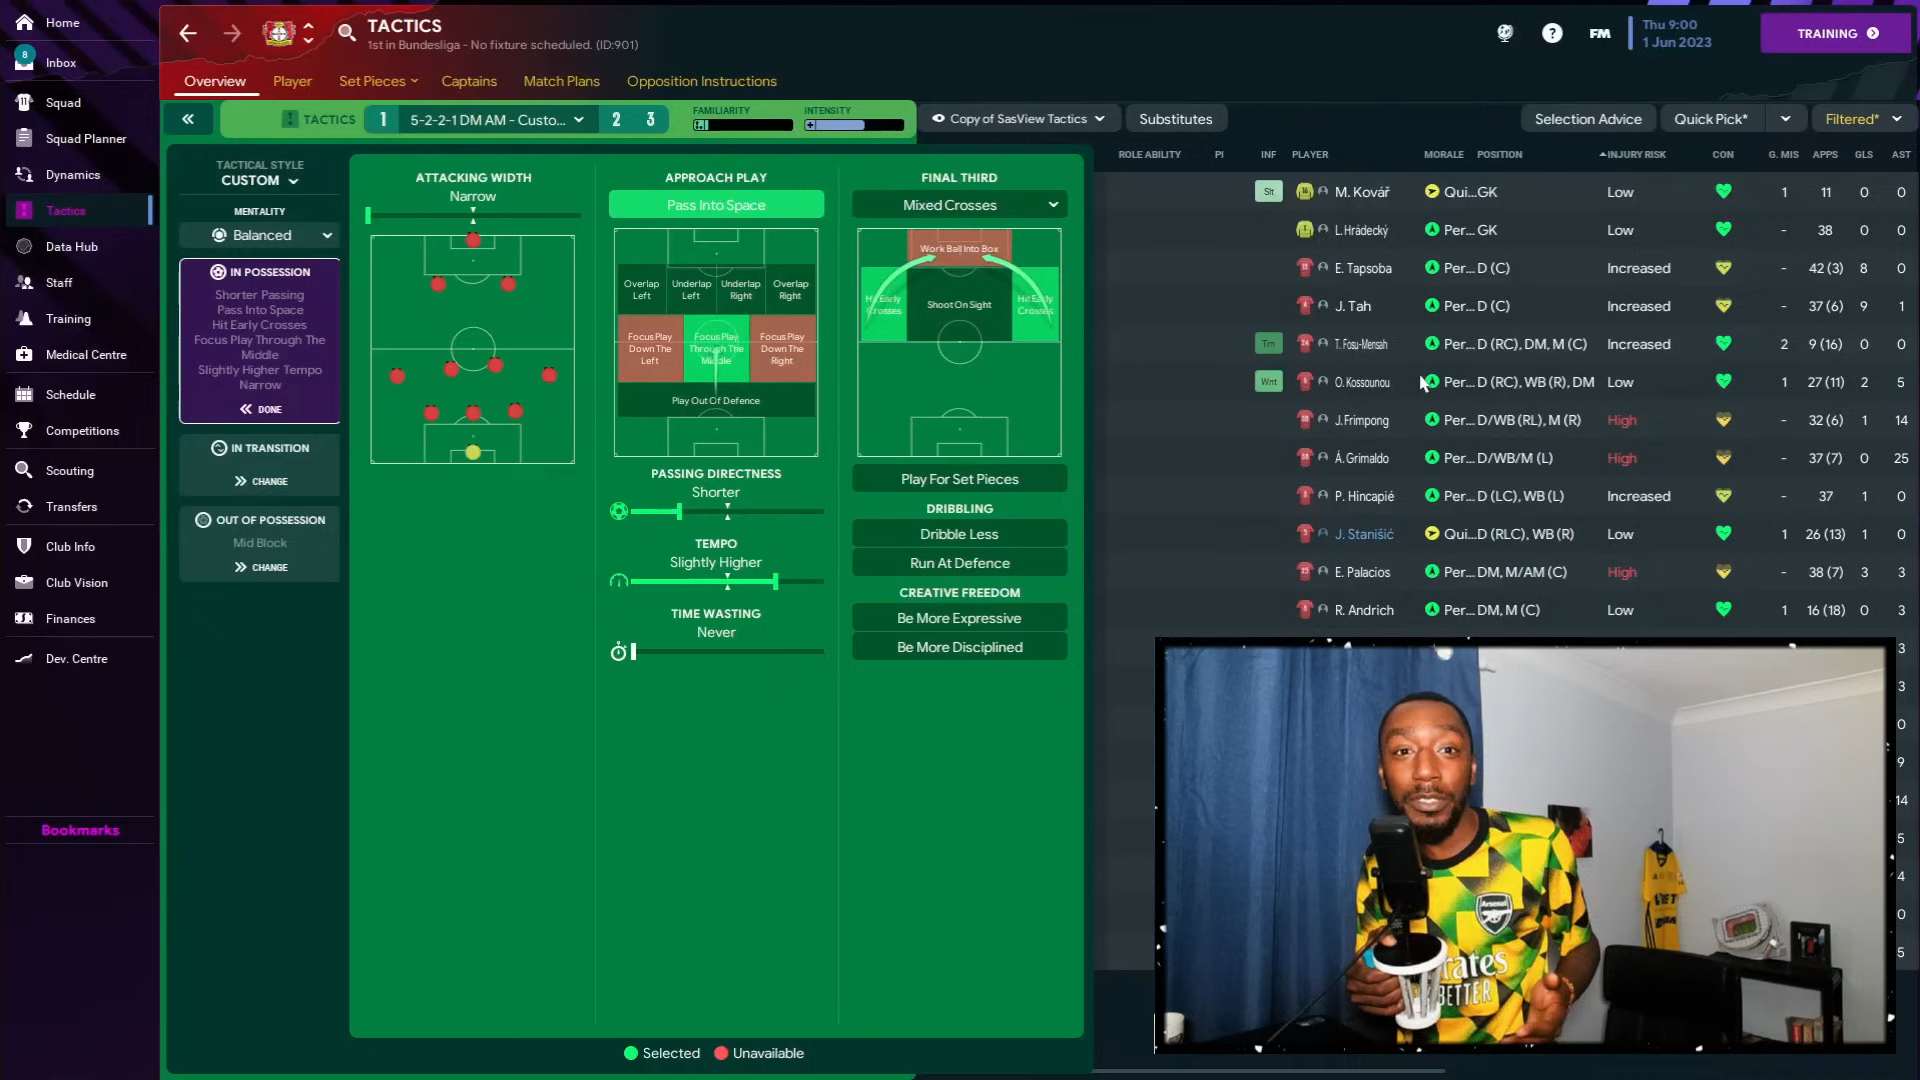 Home
8
Inbox
Squad
Squad Planner
Dynamics
Tactics
Data Hub
Staff
Training
Medical Centre
Schedule
Competitions
Scouting
Transfers
Club Info
Club Vision
Finances
Dev. Centre
Bookmarks
TACTICS
1st in Bundesliga - No fixture scheduled. (ID:901)
FM
Thu 9:00
1 Jun 2023
TRAINING
Overview
Player
Set Pieces
Captains
Match Plans
Opposition Instructions
TACTICS
1
5-2-2-1 DM AM - Custo...
2
3
FAMILIARITY
INTENSITY
Copy of SasView Tactics
Substitutes
Selection Advice
Quick Pick*
Filtered*
TACTICAL STYLE
CUSTOM
MENTALITY
Balanced
IN POSSESSION
Shorter Passing
Pass Into Space
Hit Early Crosses
Focus Play Through The
Middle
Slightly Higher Tempo
Narrow
DONE
IN TRANSITION
CHANGE
OUT OF POSSESSION
Mid Block
CHANGE
ATTACKING WIDTH
Narrow
APPROACH PLAY
Pass Into Space
Overlap Left
Underlap Left
Underlap Right
Overlap Right
Focus Play Down The Left
Focus Play Through The Middle
Focus Play Down The Right
Play Out Of Defence
PASSING DIRECTNESS
Shorter
TEMPO
Slightly Higher
TIME WASTING
Never
FINAL THIRD
Mixed Crosses
Work Ball Into Box
Hit Early Crosses
Shoot On Sight
Hit Early Crosses
Play For Set Pieces
DRIBBLING
Dribble Less
Run At Defence
CREATIVE FREEDOM
Be More Expressive
Be More Disciplined
Selected
Unavailable
ROLE ABILITY PI INF PLAYER MORALE POSITION INJURY RISK CON G. MIS APPS GLS AST
Slt M. Kovář Qui... GK Low 1 11 0 0
L. Hrádecký Per... GK Low - 38 0 0
E. Tapsoba Per... D (C) Increased - 42 (3) 8 0
J. Tah Per... D (C) Increased - 37 (6) 9 1
Trn T. Fosu-Mensah Per... D (RC), DM, M (C) Increased 2 9 (16) 0 0
Wnt O. Kossounou Per... D (RC), WB (R), DM Low 1 27 (11) 2 5
J. Frimpong Per... D/WB (RL), M (R) High - 32 (6) 1 14
Á. Grimaldo Per... D/WB/M (L) High - 37 (7) 0 25
P. Hincapié Per... D (LC), WB (L) Increased - 37 1 0
J. Stanišić Qui... D (RLC), WB (R) Low 1 26 (13) 1 0
E. Palacios Per... DM, M/AM (C) High - 38 (7) 3 3
R. Andrich Per... DM, M (C) Low 1 16 (18) 0 3
3
3
0
9
14
5
4
0
5
Arsenal
BETTER